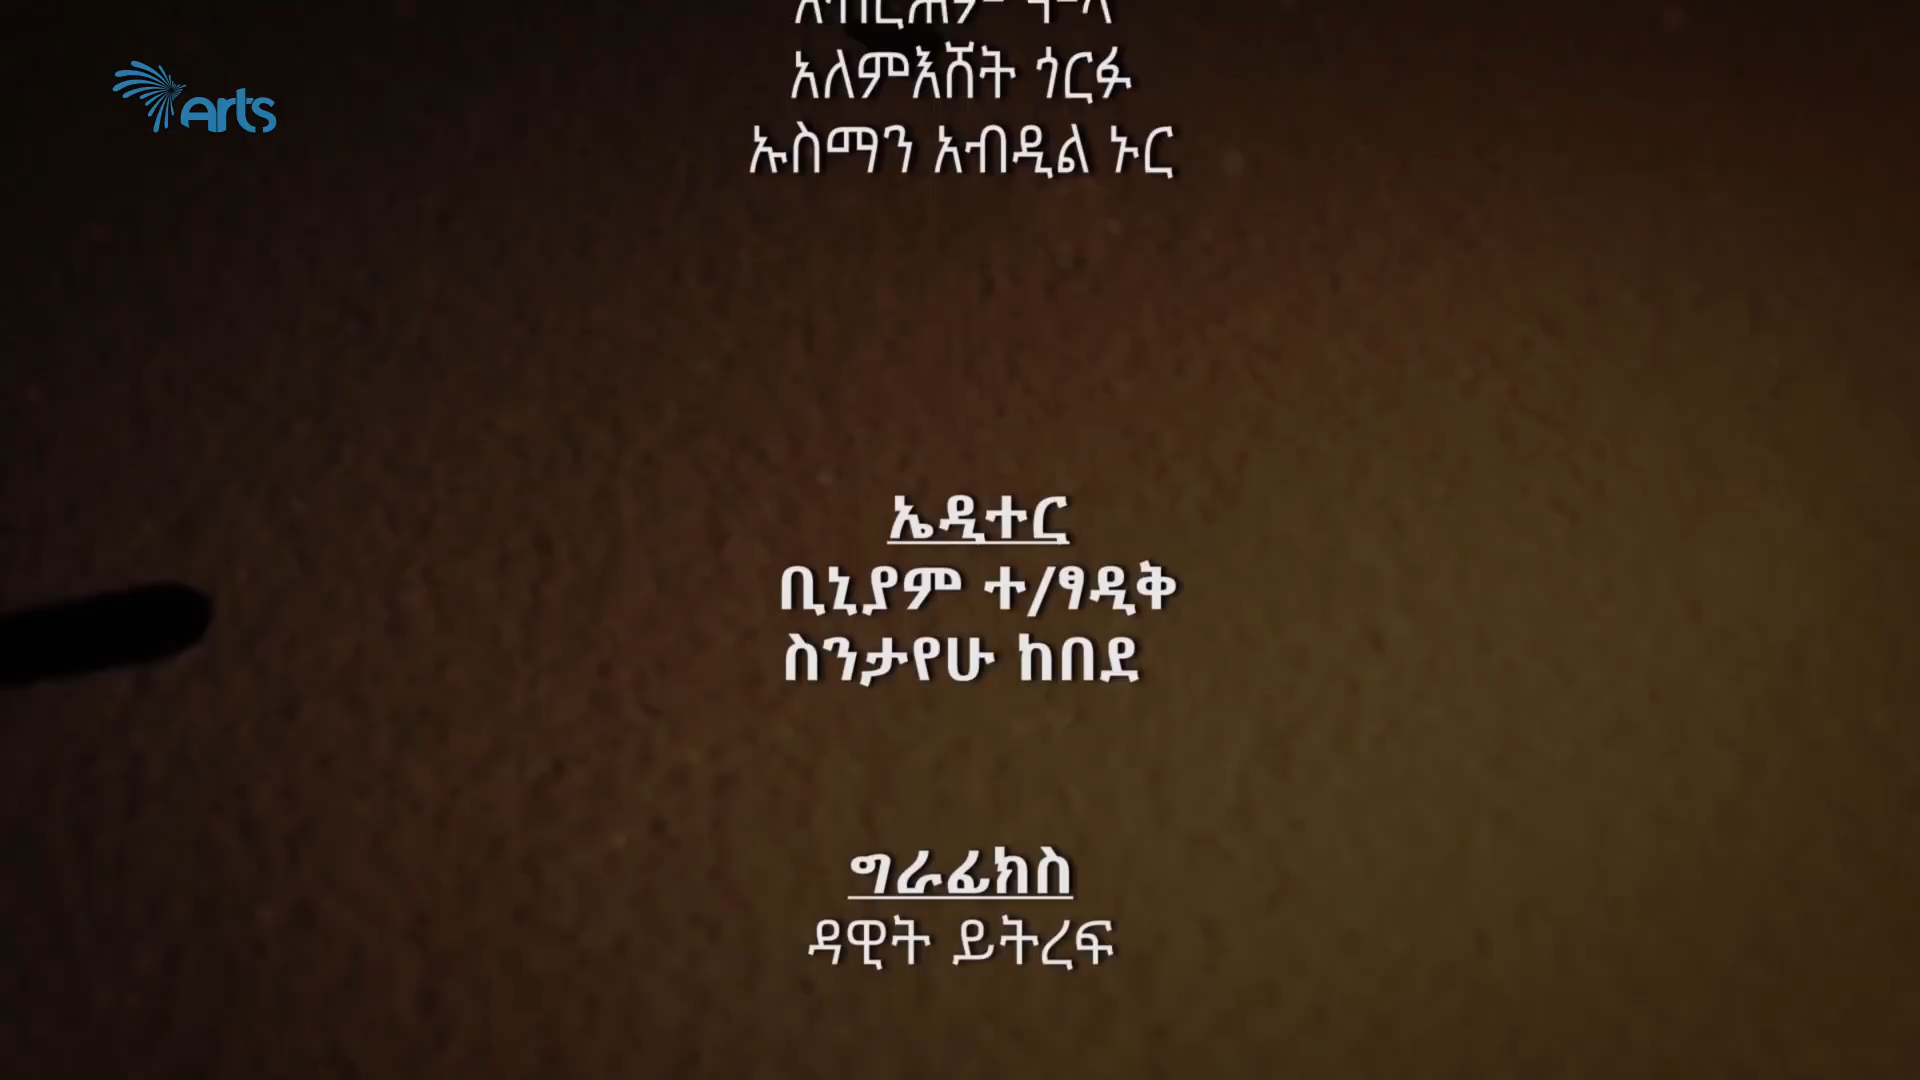 arts
አለምእሸት ጎርፉ
ኡስማን አብዲል ኑር
ኤዲተር
ቢኒያም ተ/ፃዲቅ
ስንታየሁ ከበደ
ግራፊክስ
ዳዊት ይትረፍ